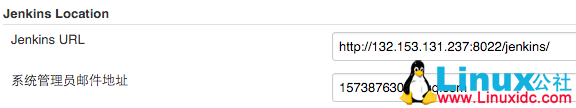 Jenkins Location
Jenkins URL
http://132.153.131.237:8022/jenkins/
系统管理员邮件地址
Linux公社
www.Linuxidc.com